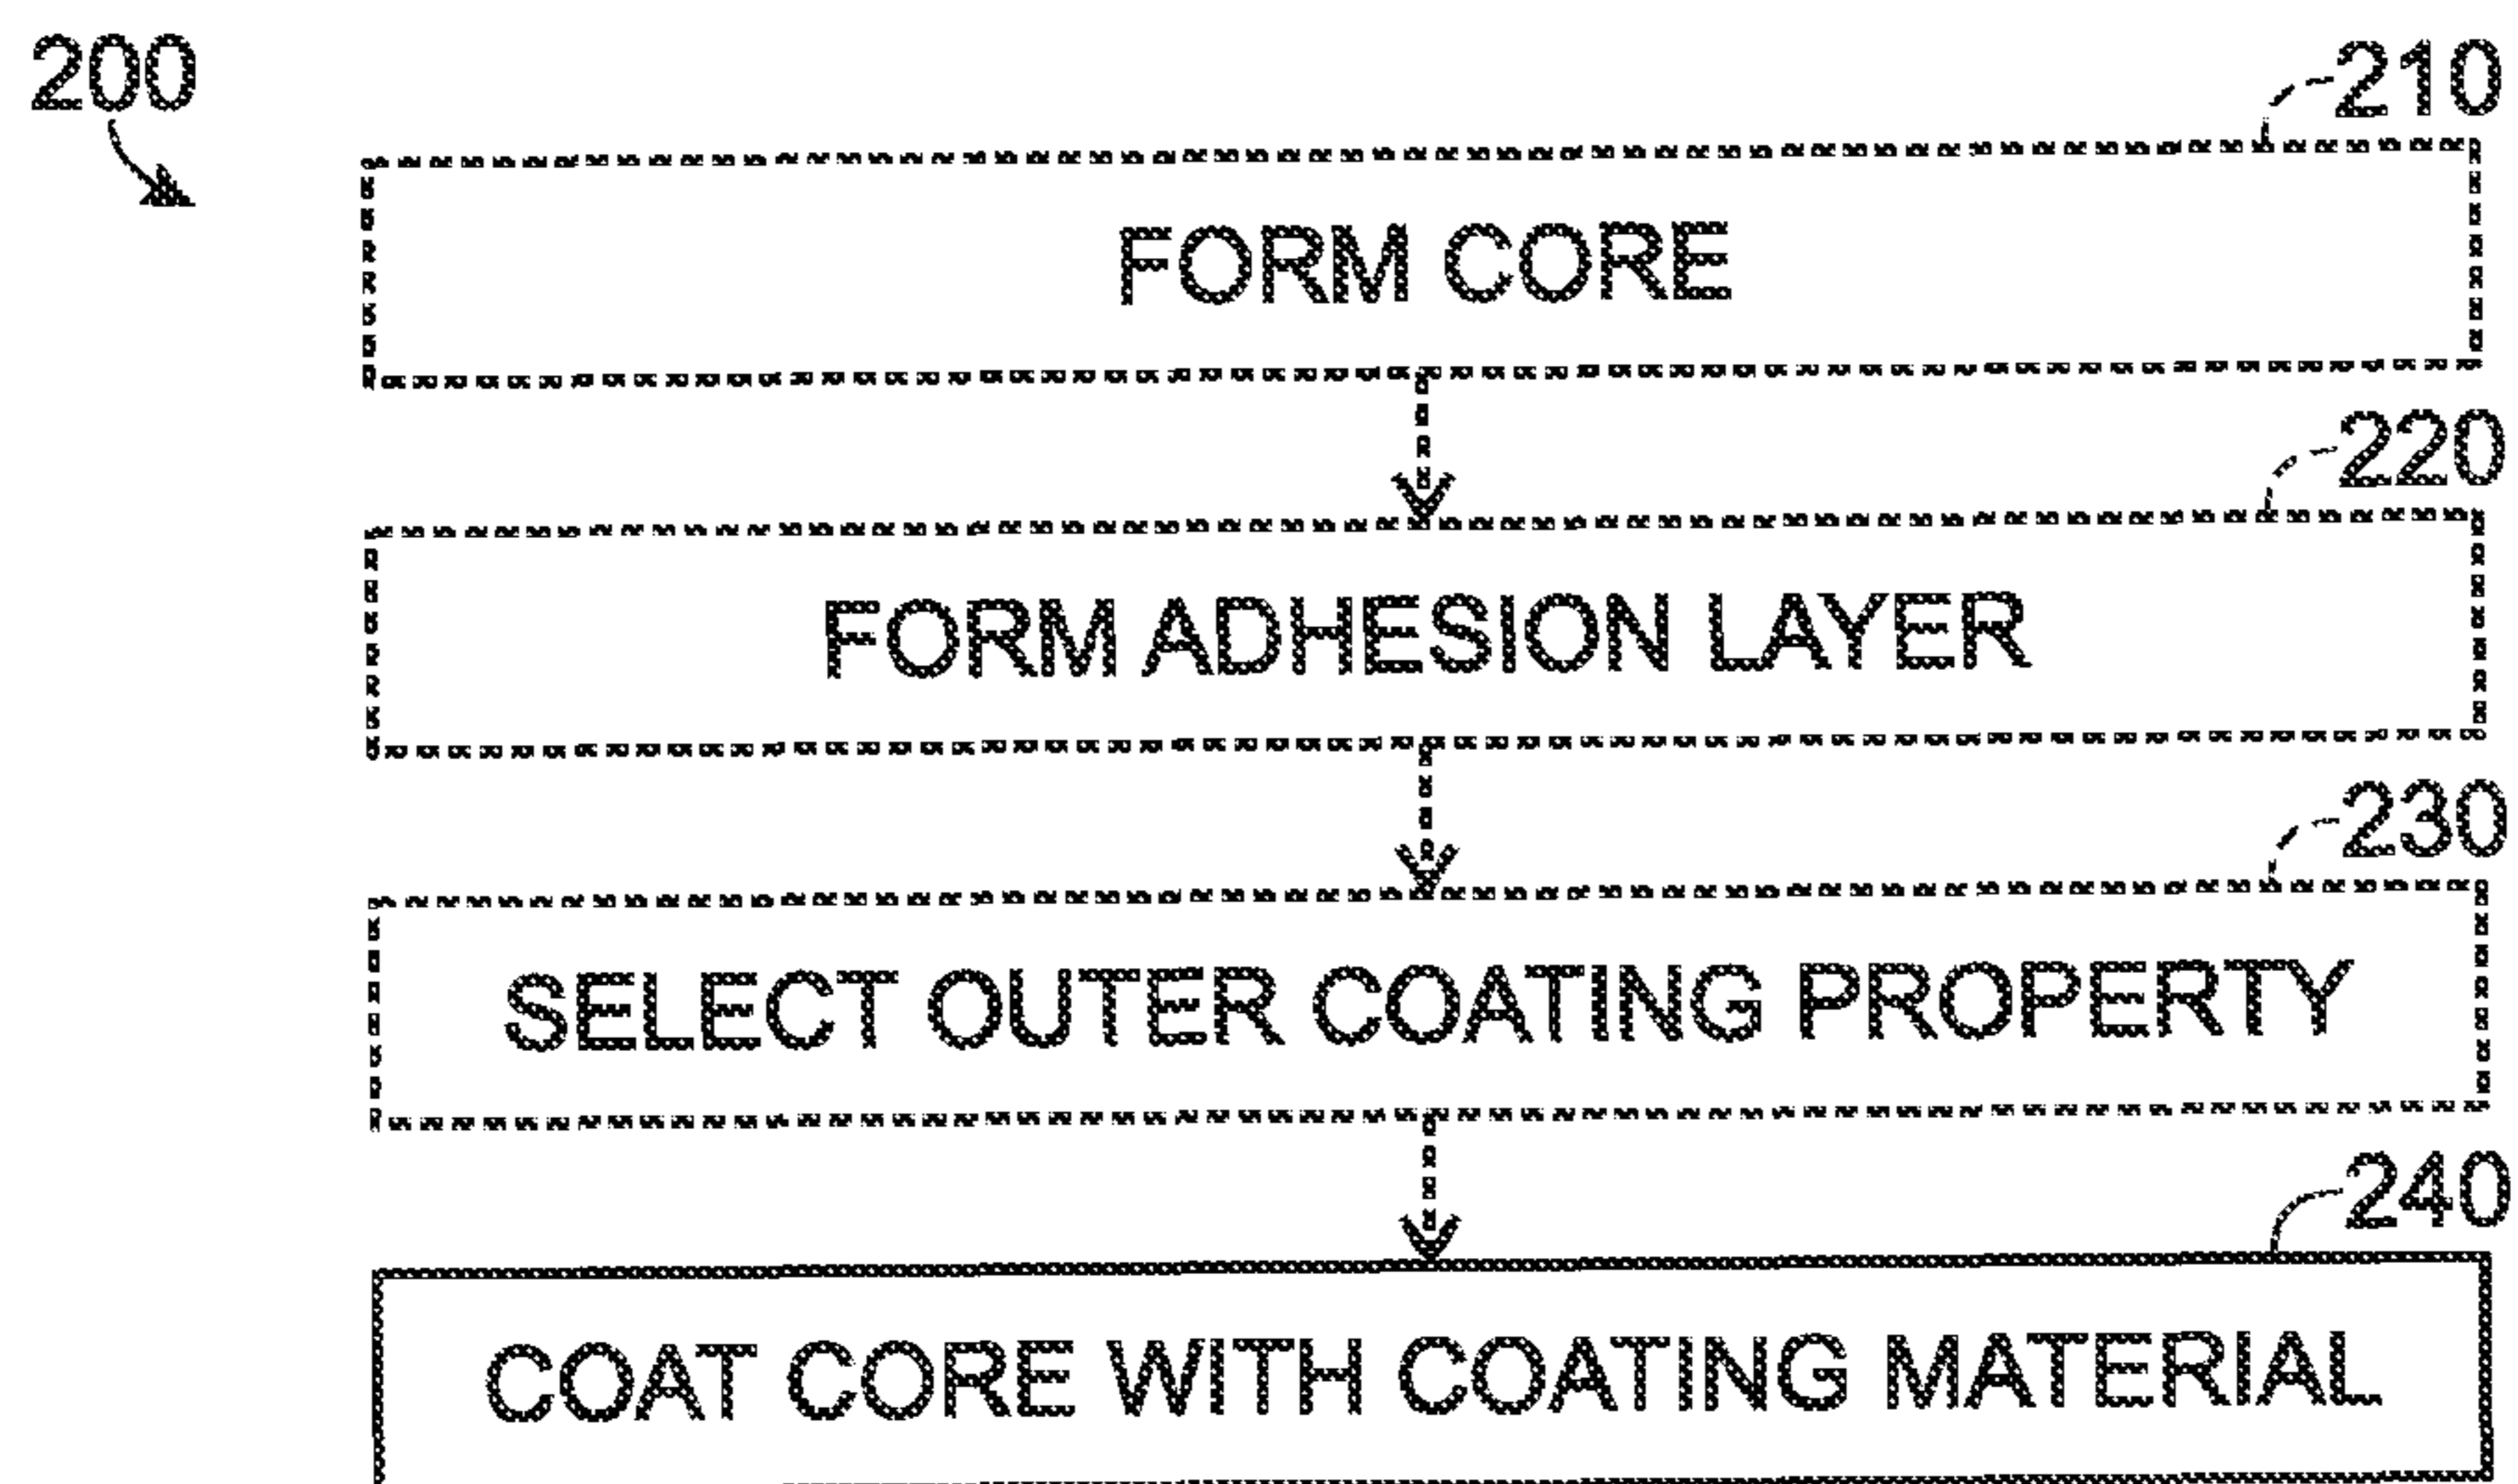 200
210
FORM CORE
220
FORM ADHESION LAYER
230
SELECT OUTER COATING PROPERTY
240
COAT CORE WITH COATING MATERIAL